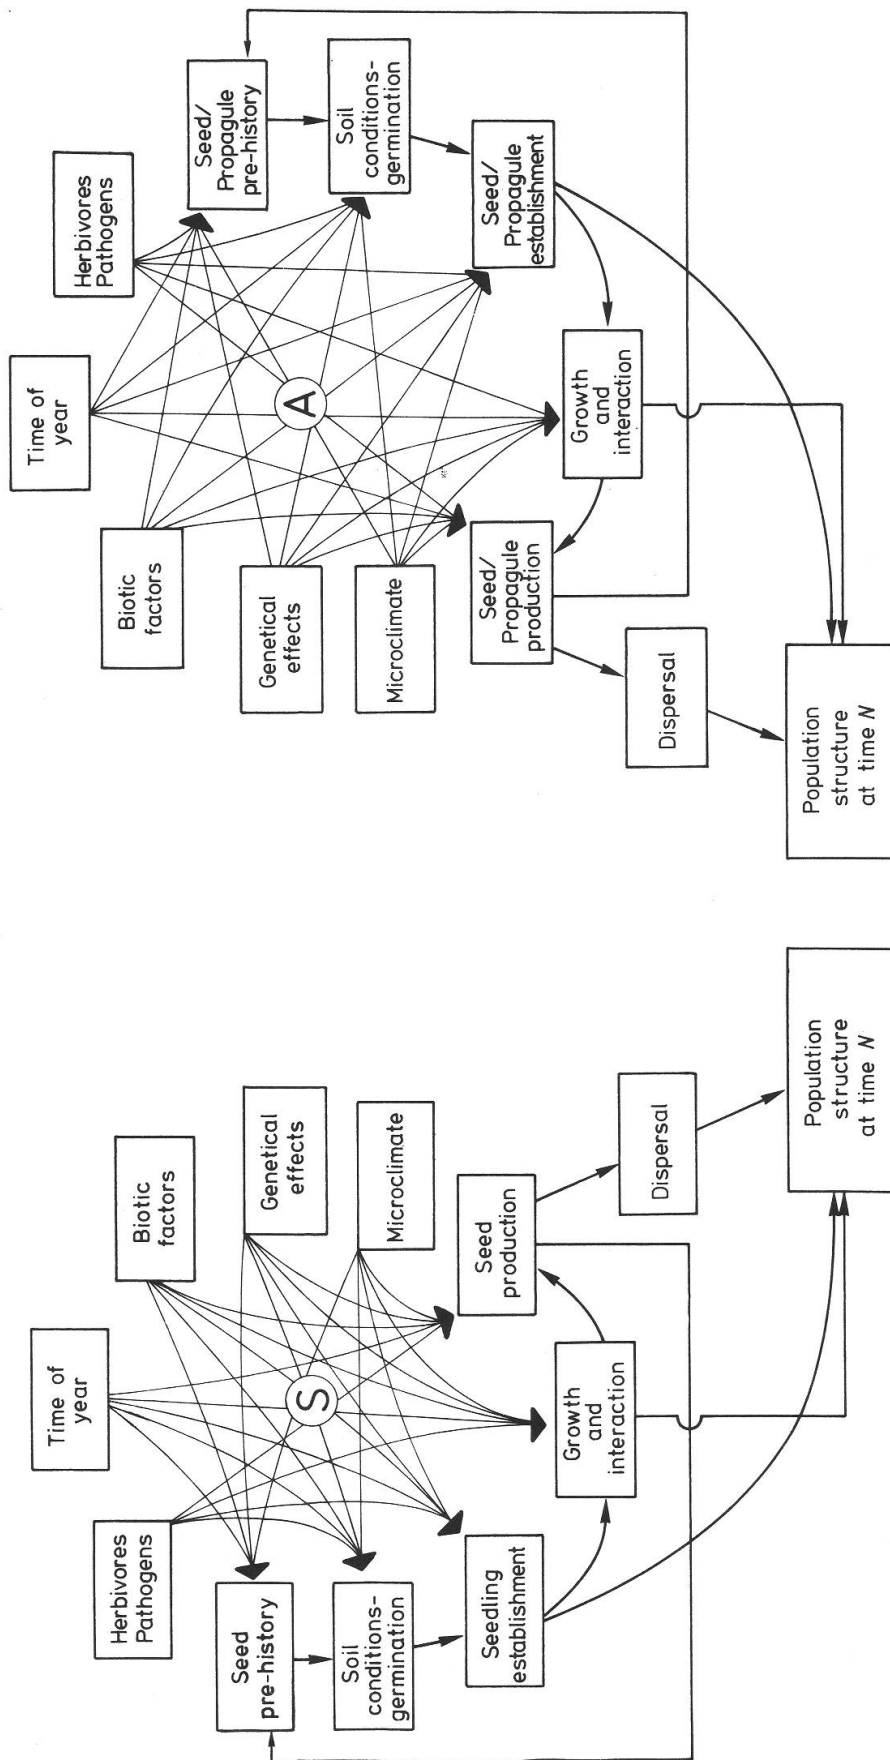 Time of
year
Herbivores
Pathogens
Biotic
factors
Seed
pre-history
Genetical
effects
Soil
conditions-
germination
S
Microclimate
Seedling
establishment
Seed
production
Growth
and
interaction
Dispersal
Population
structure
at time N
Time of
year
Herbivores
Pathogens
Biotic
factors
Seed/
Propagule
pre-history
Genetical
effects
A
Soil
conditions-
germination
Microclimate
Seed/
Propagule
production
Seed/
Propagule
establishment
Growth
and
interaction
Dispersal
Population
structure
at time N